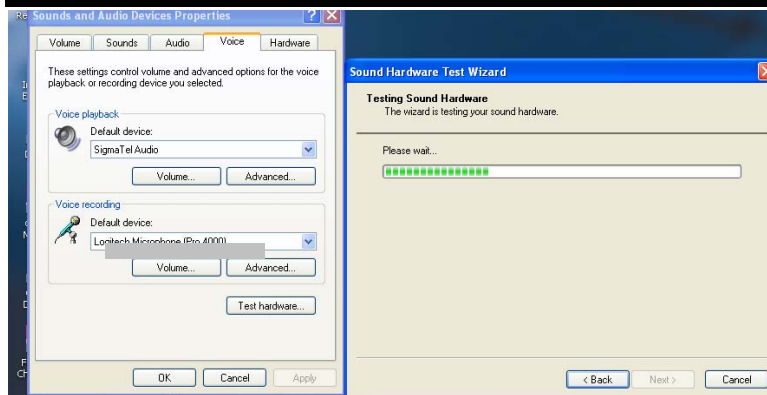 Sounds and Audio Devices Properties
Volume
Sounds
Audio
Voice
Hardware
These settings control volume and advanced options for the voice
playback or recording device you selected.
Voice playback
Default device:
SigmaTel Audio
Volume...
Advanced...
Voice recording
Default device:
Logitech Microphone (Pro 4000)
Volume...
Advanced...
Test hardware...
OK
Cancel
Apply
Sound Hardware Test Wizard
Testing Sound Hardware
The wizard is testing your sound hardware.
Please wait...
< Back
Next >
Cancel